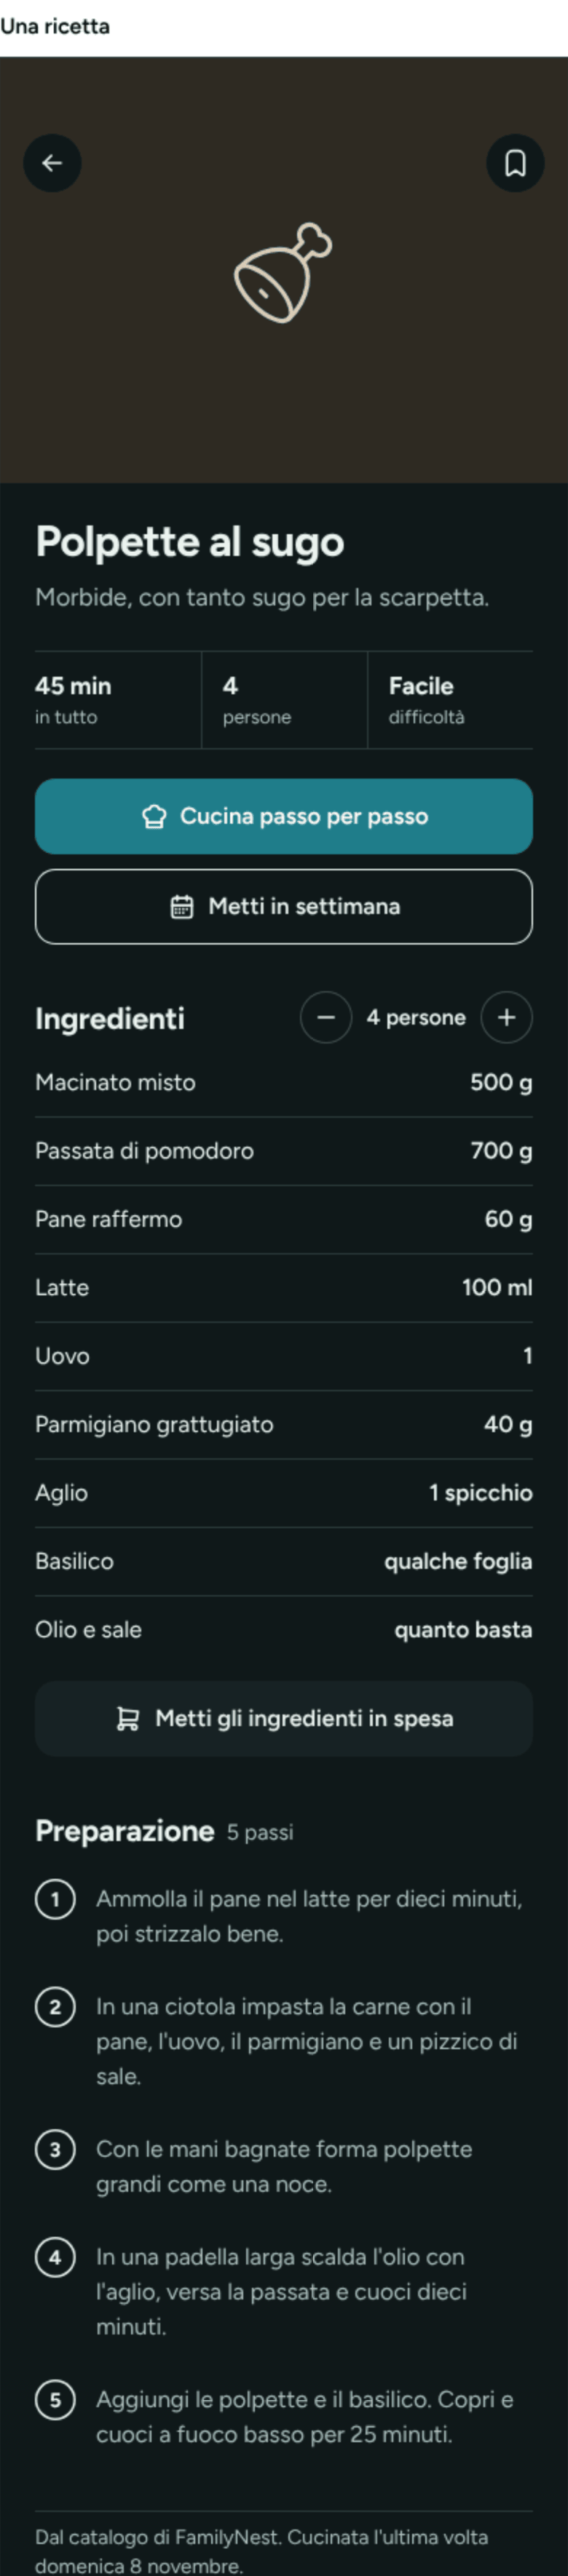 Una ricetta
Polpette al sugo
Morbide, con tanto sugo per la scarpetta.
45 min
in tutto
4
persone
Facile
difficoltà
Cucina passo per passo
Metti in settimana
Ingredienti
4 persone
Macinato misto 500 g
Passata di pomodoro 700 g
Pane raffermo 60 g
Latte 100 ml
Uovo 1
Parmigiano grattugiato 40 g
Aglio 1 spicchio
Basilico qualche foglia
Olio e sale quanto basta
Metti gli ingredienti in spesa
Preparazione 5 passi
1 Ammolla il pane nel latte per dieci minuti,
poi strizzalo bene.
2 In una ciotola impasta la carne con il
pane, l'uovo, il parmigiano e un pizzico di
sale.
3 Con le mani bagnate forma polpette
grandi come una noce.
4 In una padella larga scalda l'olio con
l'aglio, versa la passata e cuoci dieci
minuti.
5 Aggiungi le polpette e il basilico. Copri e
cuoci a fuoco basso per 25 minuti.
Dal catalogo di FamilyNest. Cucinata l'ultima volta
domenica 8 novembre.